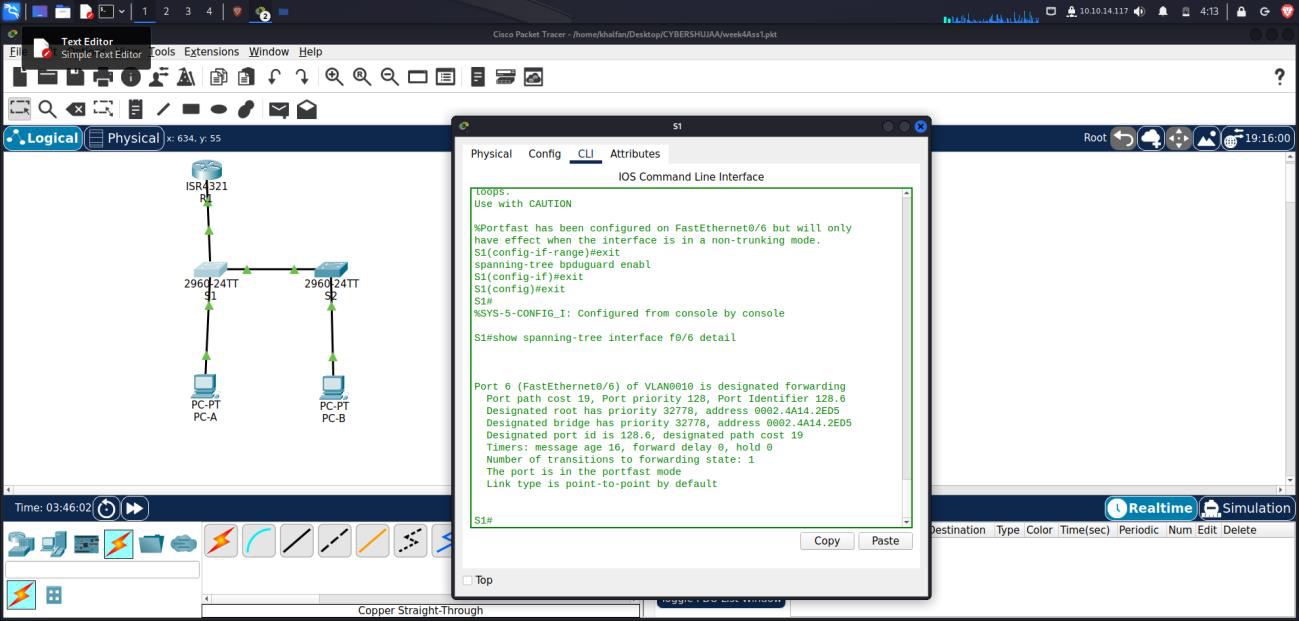 1 2 3 4
2
10.10.14.117
4:13
Cisco Packet Tracer - /home/khalfan/Desktop/CYBERSHUJAA/week4Ass1.pkt
Text Editor
Simple Text Editor
File Tools Extensions Window Help
Logical Physical x: 634, y: 55
Root 19:16:00
ISR4321
R1
2960-24TT
S1
2960-24TT
S2
PC-PT
PC-A
PC-PT
PC-B
S1
Physical Config CLI Attributes
IOS Command Line Interface
loops.
Use with CAUTION
%Portfast has been configured on FastEthernet0/6 but will only
have effect when the interface is in a non-trunking mode.
S1(config-if-range)#exit
spanning-tree bpduguard enabl
S1(config-if)#exit
S1(config)#exit
S1#
%SYS-5-CONFIG_I: Configured from console by console
S1#show spanning-tree interface f0/6 detail
Port 6 (FastEthernet0/6) of VLAN0010 is designated forwarding
Port path cost 19, Port priority 128, Port Identifier 128.6
Designated root has priority 32778, address 0002.4A14.2ED5
Designated bridge has priority 32778, address 0002.4A14.2ED5
Designated port id is 128.6, designated path cost 19
Timers: message age 16, forward delay 0, hold 0
Number of transitions to forwarding state: 1
The port is in the portfast mode
Link type is point-to-point by default
S1#
Copy Paste
Top
Time: 03:46:02
Realtime Simulation
Destination Type Color Time(sec) Periodic Num Edit Delete
Toggle PDU List Window
Copper Straight-Through